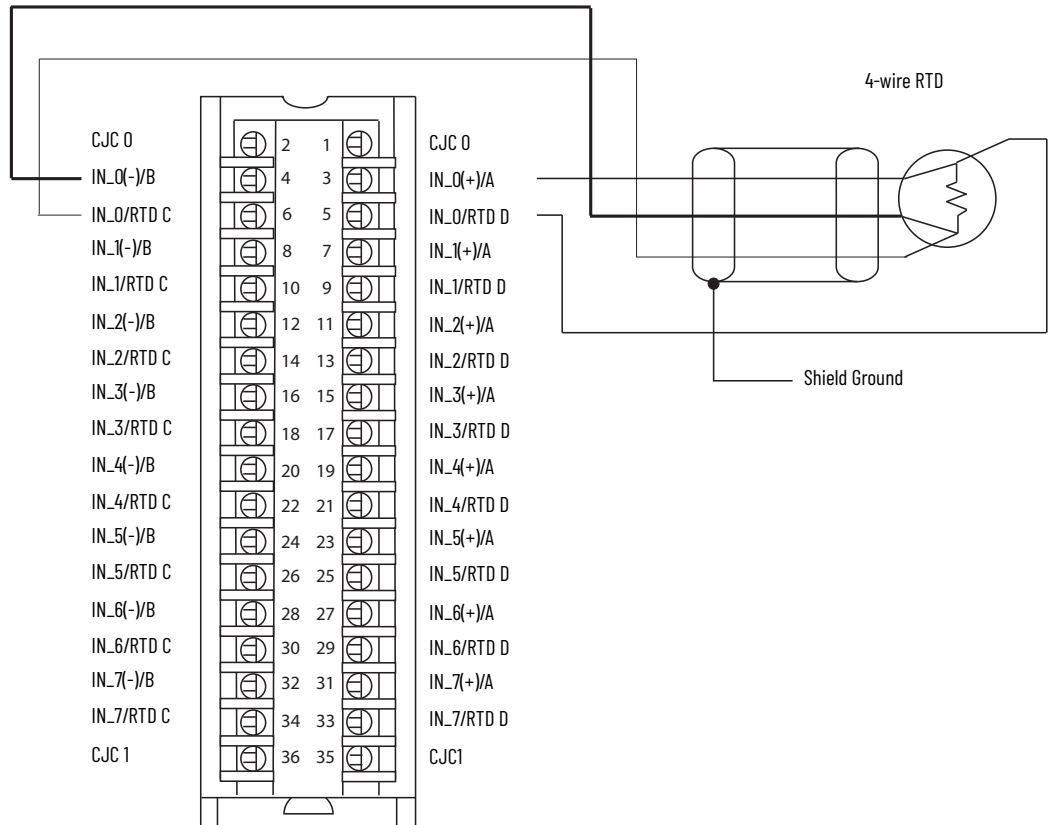 4-wire RTD
CJC 0 2 1 CJC 0
IN_0(-)/B 4 3 IN_0(+)/A
IN_0/RTD C 6 5 IN_0/RTD D
IN_1(-)/B 8 7 IN_1(+)/A
IN_1/RTD C 10 9 IN_1/RTD D
IN_2(-)/B 12 11 IN_2(+)/A
IN_2/RTD C 14 13 IN_2/RTD D
Shield Ground
IN_3(-)/B 16 15 IN_3(+)/A
IN_3/RTD C 18 17 IN_3/RTD D
IN_4(-)/B 20 19 IN_4(+)/A
IN_4/RTD C 22 21 IN_4/RTD D
IN_5(-)/B 24 23 IN_5(+)/A
IN_5/RTD C 26 25 IN_5/RTD D
IN_6(-)/B 28 27 IN_6(+)/A
IN_6/RTD C 30 29 IN_6/RTD D
IN_7(-)/B 32 31 IN_7(+)/A
IN_7/RTD C 34 33 IN_7/RTD D
CJC 1 36 35 CJC1